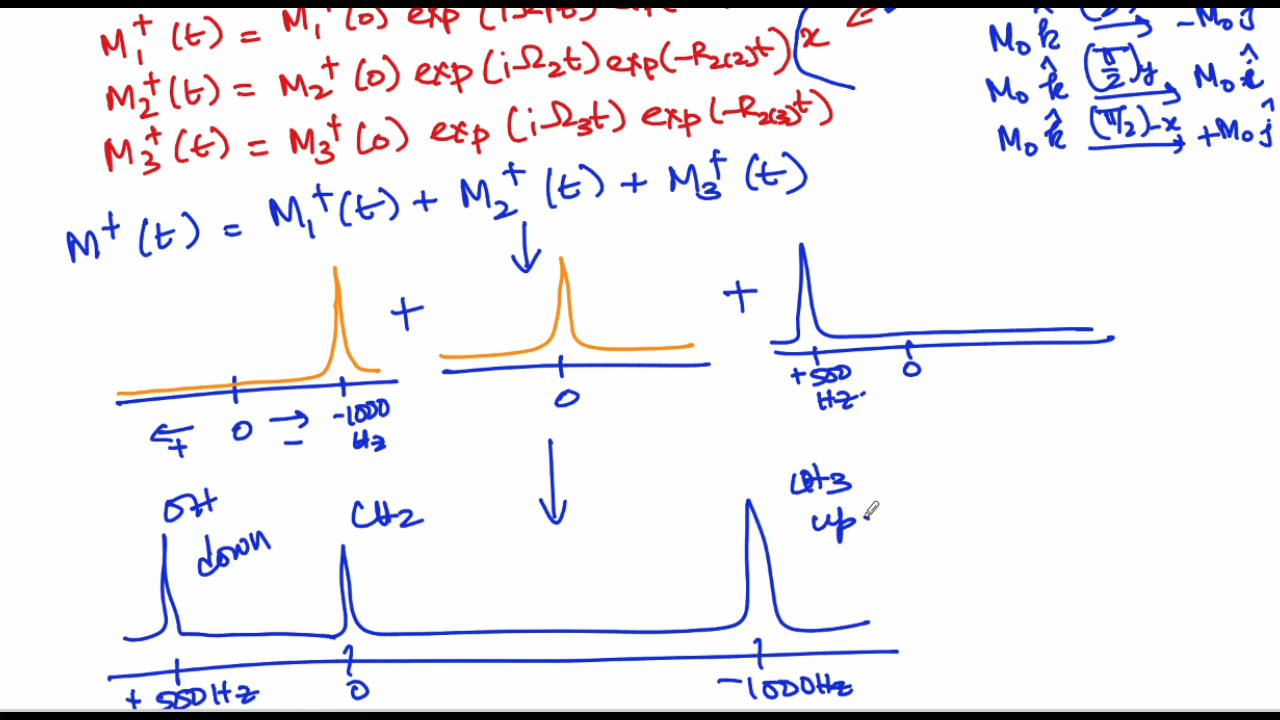 M₁⁺(t) = M₁⁺(0) exp(iΩ₁t) exp(-
M₂⁺(t) = M₂⁺(0) exp(iΩ₂t) exp(-R₂₍₂₎t)
M₃⁺(t) = M₃⁺(0) exp(iΩ₃t) exp(-R₂₍₃₎t)
x
-M₀ĵ
M₀k̂
M₀k̂ (π/2)y → M₀î
M₀k̂ (π/2)-x → +M₀ĵ
M⁺(t) = M₁⁺(t) + M₂⁺(t) + M₃⁺(t)
+ +
← + 0 → - -1000 Hz
0
+500 Hz. 0
OH down
CH2
CH3 up
+ 500Hz 0 -1000Hz